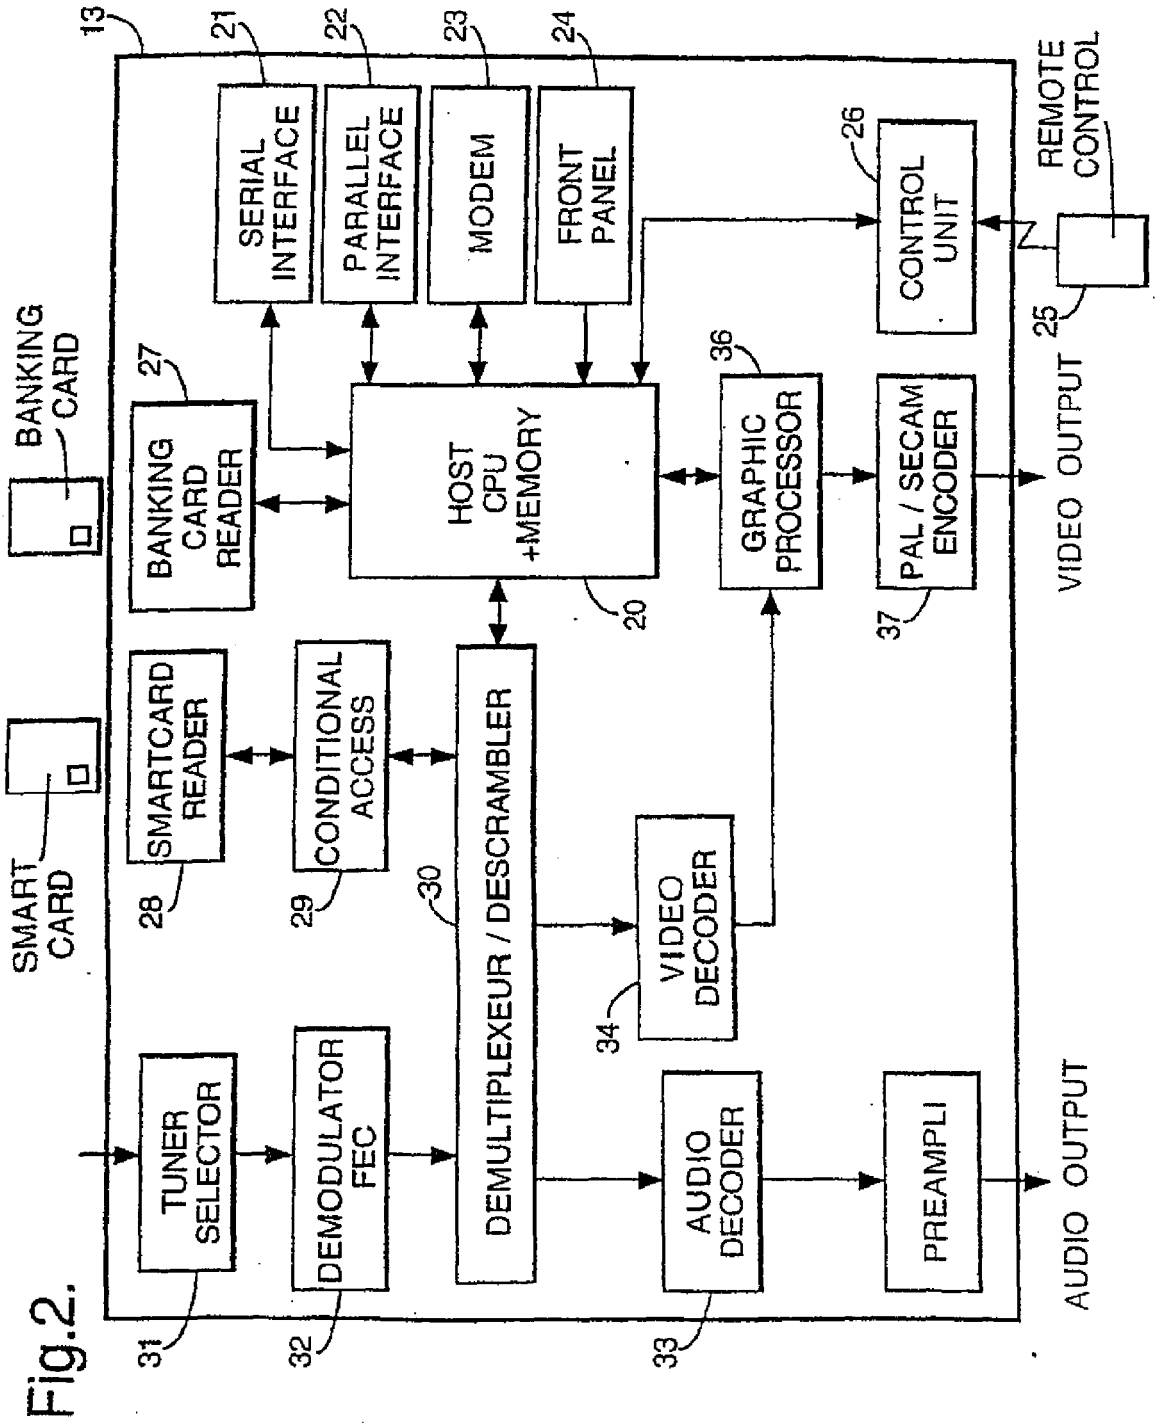 Fig.2.
SMART
CARD
BANKING
CARD
13
31
TUNER
SELECTOR
28
SMARTCARD
READER
BANKING
CARD
READER
27
SERIAL
INTERFACE
21
32
DEMODULATOR
FEC
29
CONDITIONAL
ACCESS
PARALLEL
INTERFACE
22
30
DEMULTIPLEXEUR / DESCRAMBLER
HOST
CPU
+MEMORY
20
MODEM
23
FRONT
PANEL
24
33
AUDIO
DECODER
34
VIDEO
DECODER
GRAPHIC
PROCESSOR
36
PREAMPLI
37
PAL / SECAM
ENCODER
CONTROL
UNIT
26
AUDIO OUTPUT
VIDEO OUTPUT
25
REMOTE
CONTROL